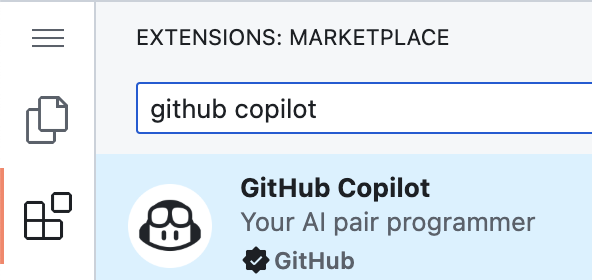 EXTENSIONS: MARKETPLACE
github copilot
GitHub Copilot
Your AI pair programmer
GitHub